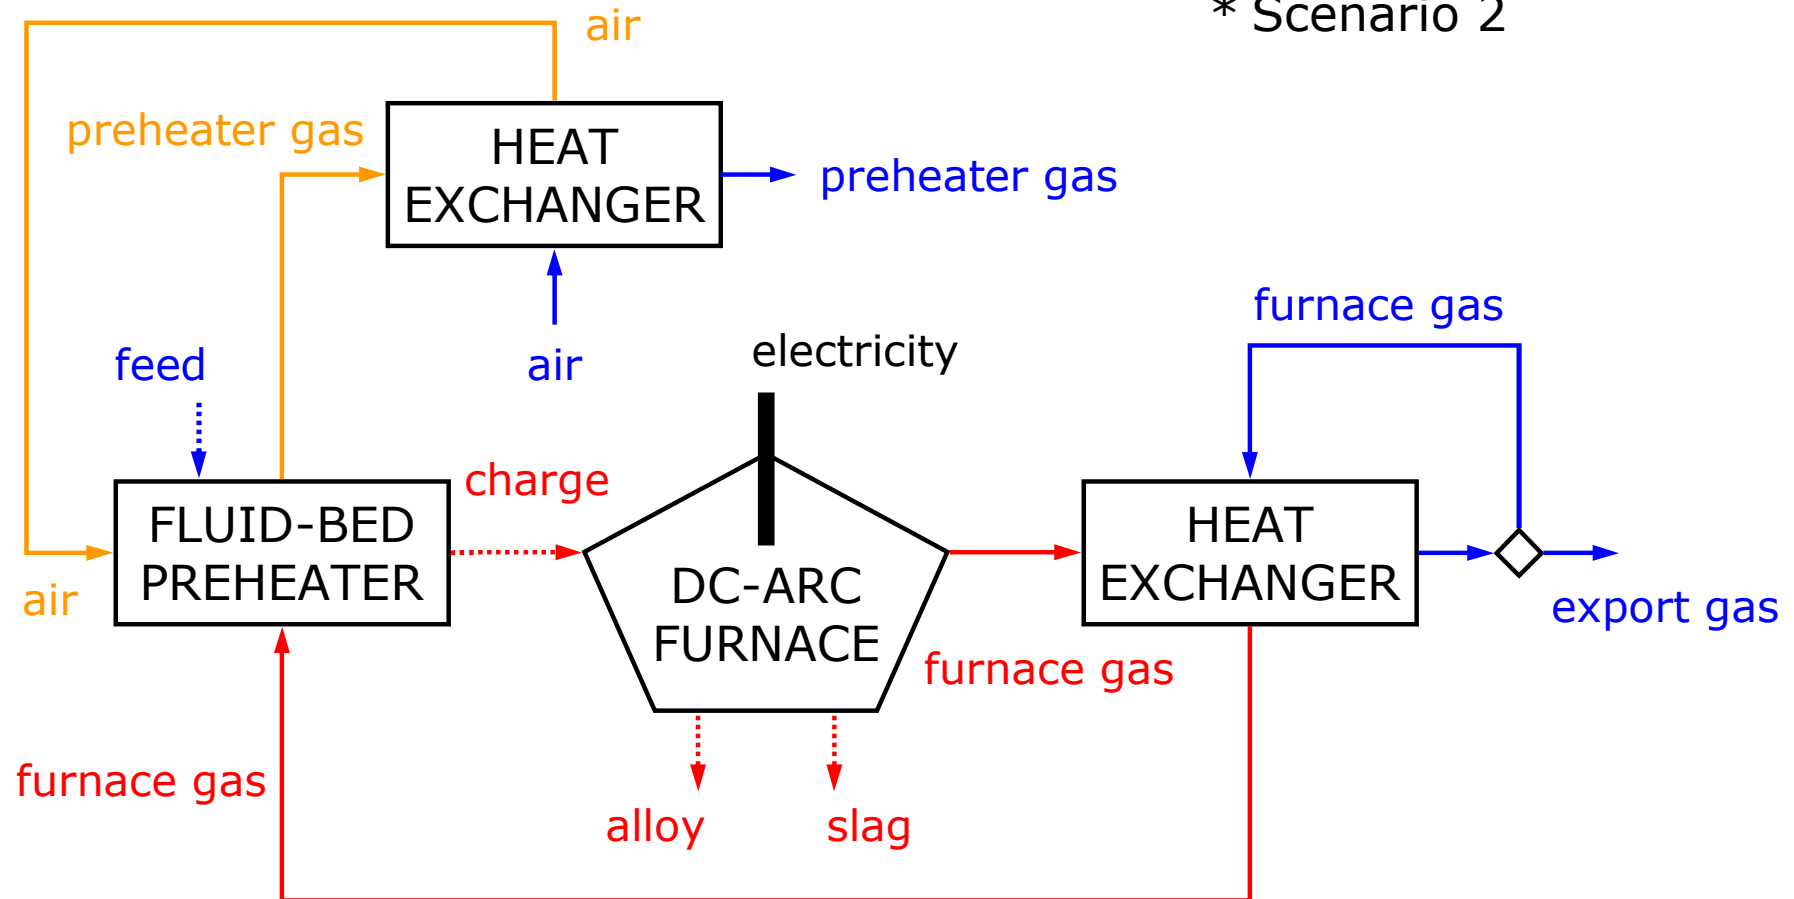 * Scenario 2
air
preheater gas
HEAT
EXCHANGER
preheater gas
air
feed
electricity
furnace gas
charge
FLUID-BED
PREHEATER
air
DC-ARC
FURNACE
HEAT
EXCHANGER
export gas
furnace gas
furnace gas
alloy
slag